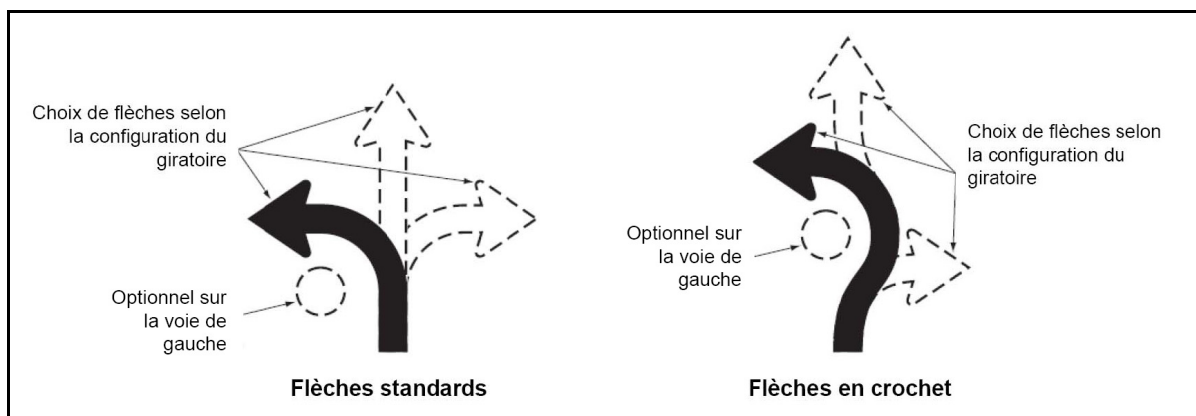 Choix de flèches selon
la configuration du
giratoire
Optionnel sur
la voie de
gauche
Flèches standards
Choix de flèches selon
la configuration du
giratoire
Optionnel sur
la voie de
gauche
Flèches en crochet